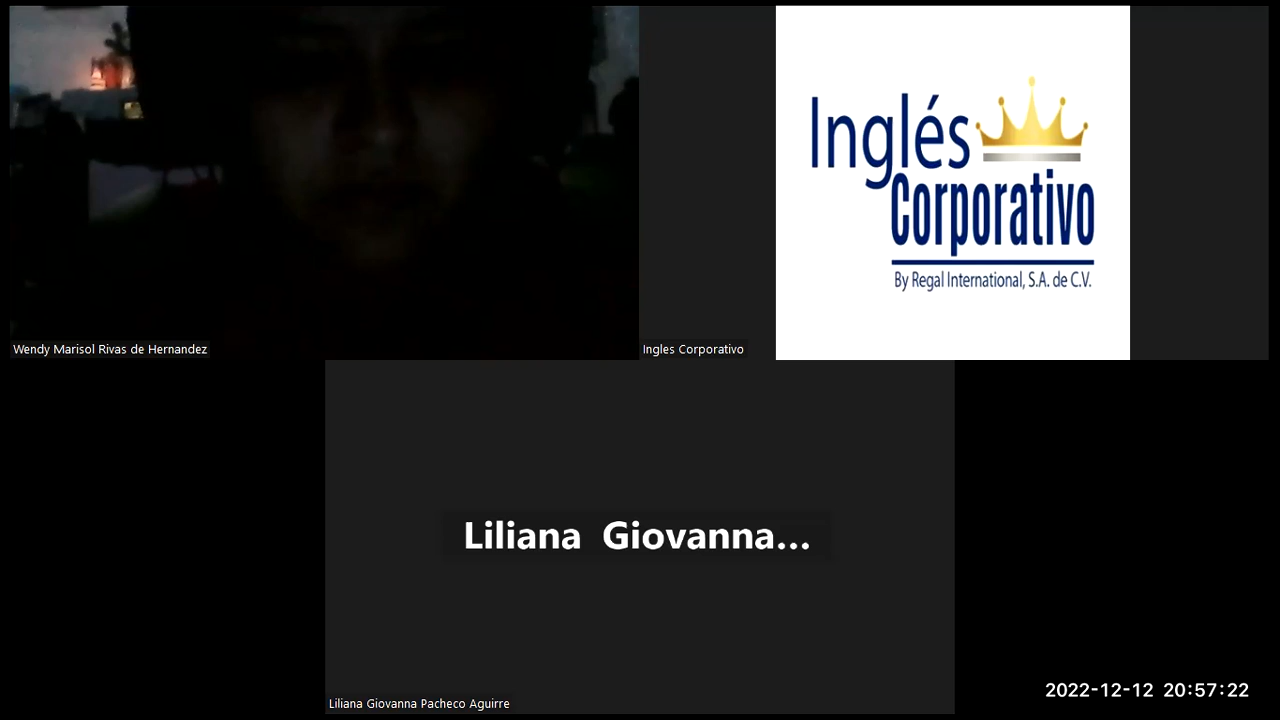 Inglés
Corporativo
By Regal International, S.A. de C.V.
Wendy Marisol Rivas de Hernandez
Ingles Corporativo
Liliana Giovanna...
Liliana Giovanna Pacheco Aguirre
2022-12-12 20:57:22